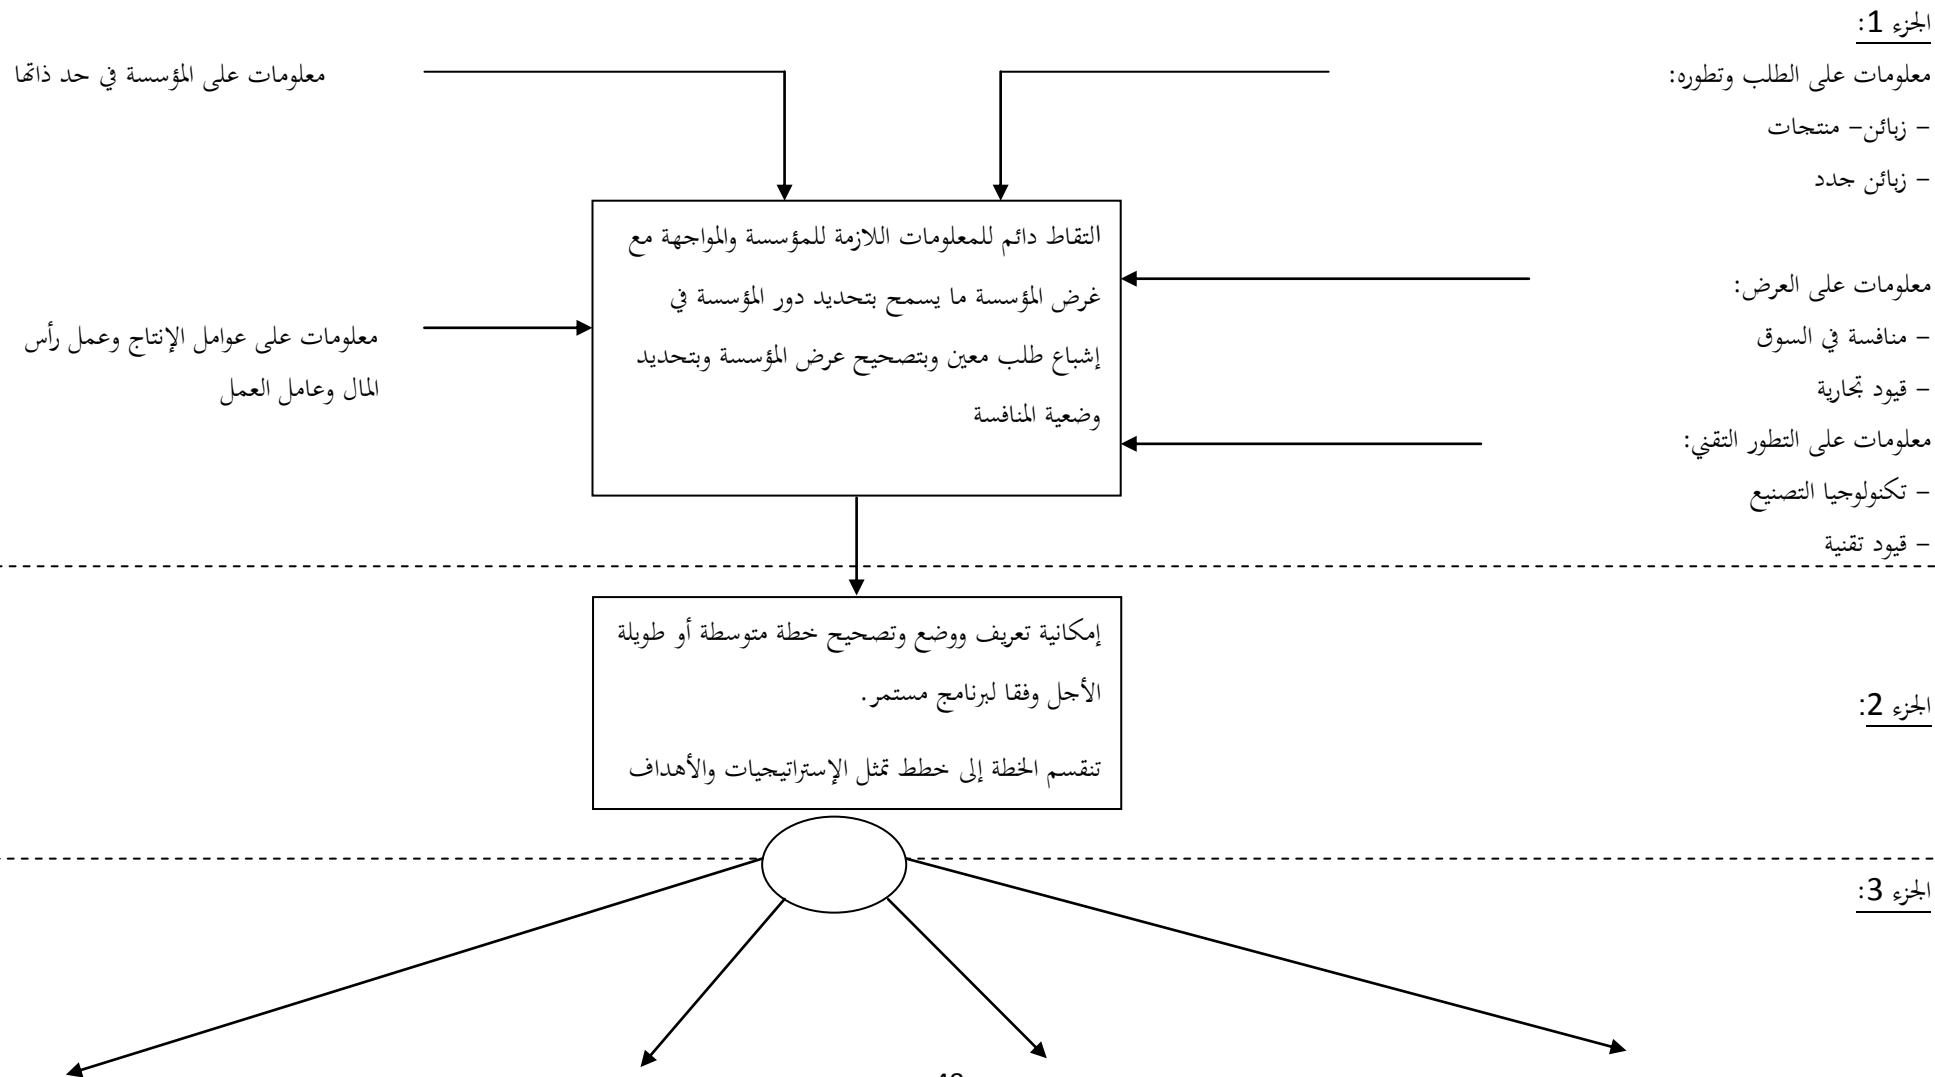 الجزء 1:
معلومات على الطلب وتطوره:
– زبائن– منتجات
– زبائن جدد
معلومات على العرض:
– منافسة في السوق
– قيود تجارية
معلومات على التطور التقني:
– تكنولوجيا التصنيع
– قيود تقنية
معلومات على المؤسسة في حد ذاتها
معلومات على عوامل الإنتاج وعمل رأس
المال وعامل العمل
التقاط دائم للمعلومات اللازمة للمؤسسة والمواجهة مع
غرض المؤسسة ما يسمح بتحديد دور المؤسسة في
إشباع طلب معين وبتصحيح عرض المؤسسة وبتحديد
وضعية المنافسة
الجزء 2:
إمكانية تعريف ووضع وتصحيح خطة متوسطة أو طويلة
الأجل وفقا لبرنامج مستمر.
تنقسم الخطة إلى خطط تمثل الإستراتيجيات والأهداف
الجزء 3: